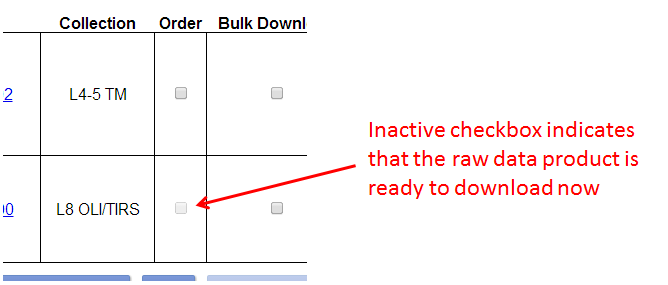 Collection Order Bulk Downl
2 L4-5 TM
Inactive checkbox indicates
that the raw data product is
ready to download now
00 L8 OLI/TIRS